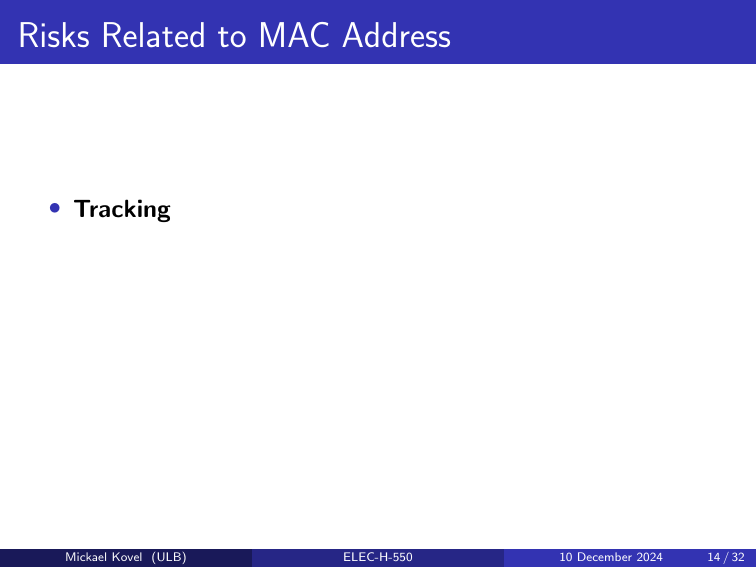 Risks Related to MAC Address
• Tracking
Mickael Kovel (ULB) ELEC-H-550 10 December 2024 14 / 32